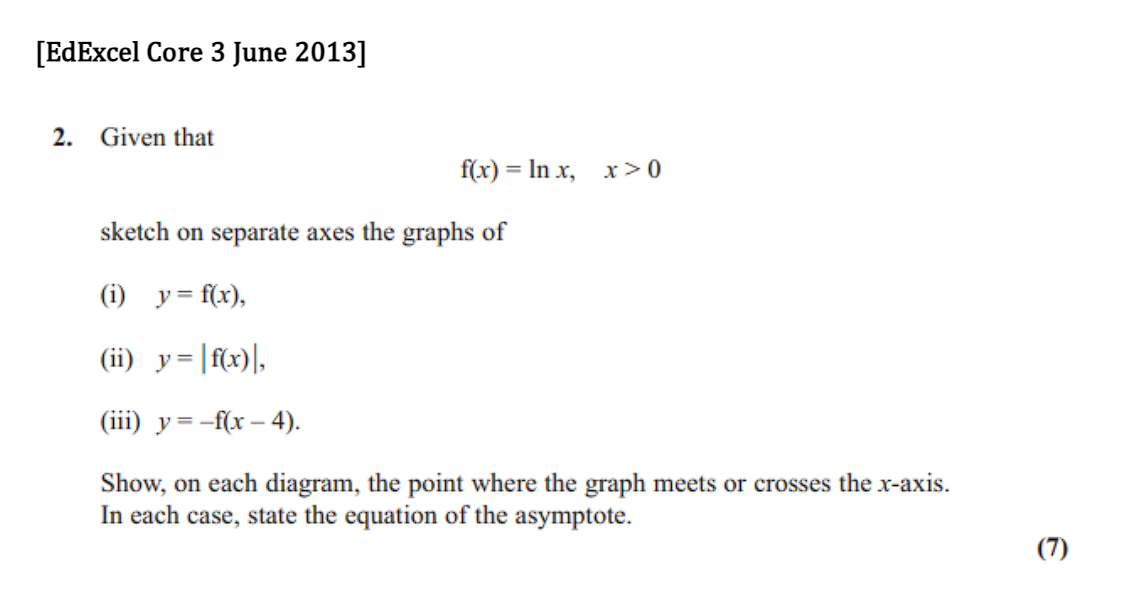 [EdExcel Core 3 June 2013]
2. Given that
f(x) = ln x, x > 0
sketch on separate axes the graphs of
(i) y = f(x),
(ii) y = |f(x)|,
(iii) y = –f(x – 4).
Show, on each diagram, the point where the graph meets or crosses the x-axis.
In each case, state the equation of the asymptote.
(7)